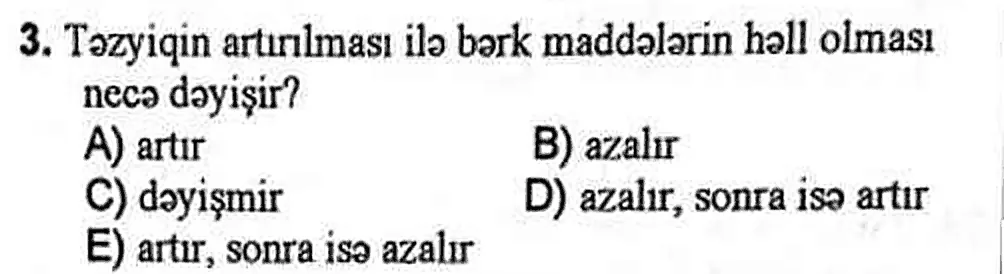 3. Təzyiqin artırılması ilə bərk maddələrin həll olması
necə dəyişir?
A) artır B) azalır
C) dəyişmir D) azalır, sonra isə artır
E) artır, sonra isə azalır